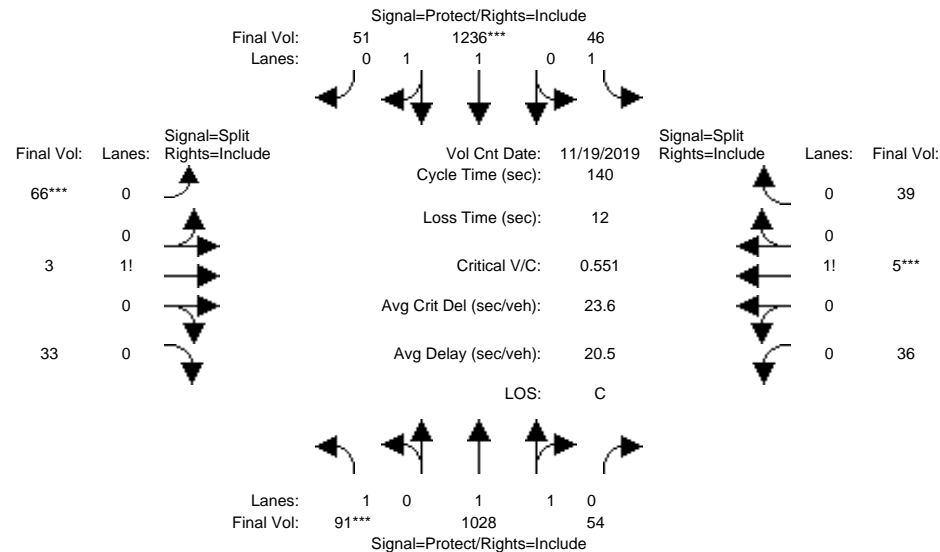 Signal=Protect/Rights=Include
Final Vol: 51 1236*** 46
Lanes: 0 1 1 0 1
Signal=Split Signal=Split
Final Vol: Lanes: Rights=Include Vol Cnt Date: 11/19/2019 Rights=Include Lanes: Final Vol:
Cycle Time (sec): 140
66*** 0 0 39
Loss Time (sec): 12
0 0
3 1! Critical V/C: 0.551 1! 5***
0 Avg Crit Del (sec/veh): 23.6 0
33 0 Avg Delay (sec/veh): 20.5 0 36
LOS: C
Lanes: 1 0 1 1 0
Final Vol: 91*** 1028 54
Signal=Protect/Rights=Include